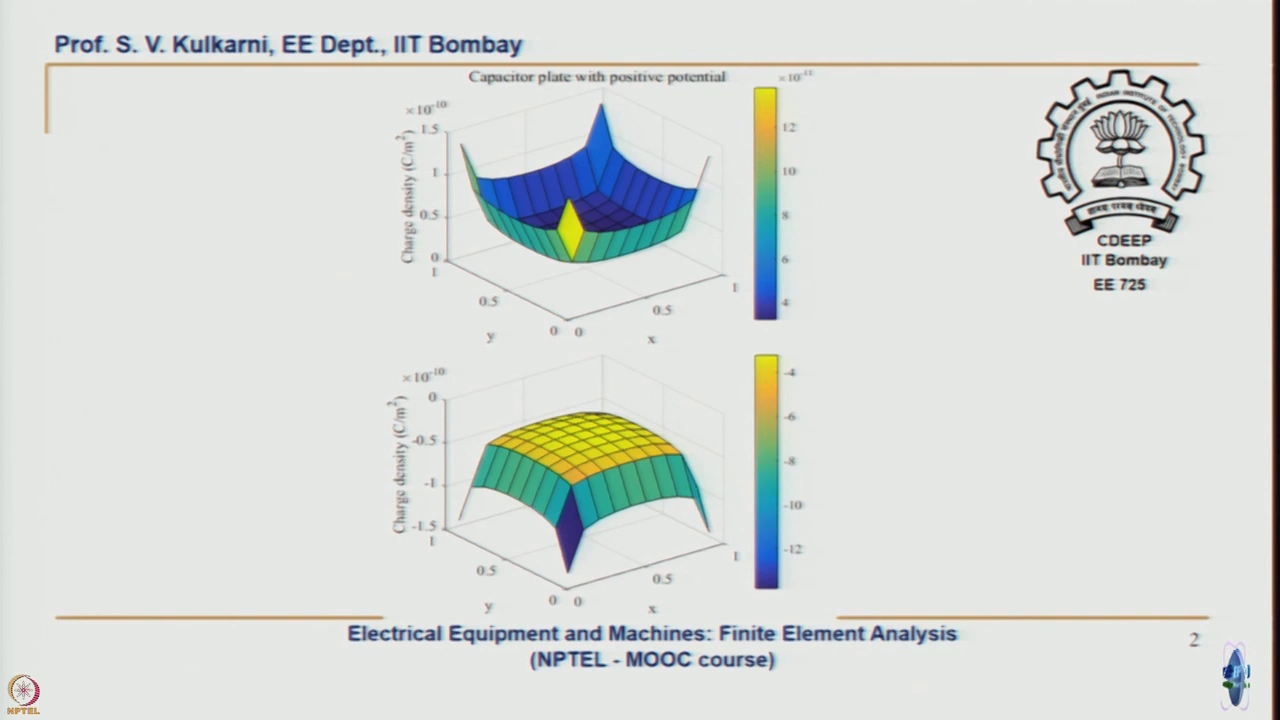 Prof. S. V. Kulkarni, EE Dept., IIT Bombay
Capacitor plate with positive potential
×10⁻¹⁰
×10⁻¹¹
Charge density (C/m²)
1.5
1
0.5
0
1
0.5
0
y
0
0.5
1
x
12
10
8
6
4
CDEEP
IIT Bombay
EE 725
×10⁻¹⁰
Charge density (C/m²)
0
-0.5
-1
-1.5
1
0.5
0
y
0
0.5
1
x
-4
-6
-8
-10
-12
Electrical Equipment and Machines: Finite Element Analysis
(NPTEL - MOOC course)
2
NPTEL